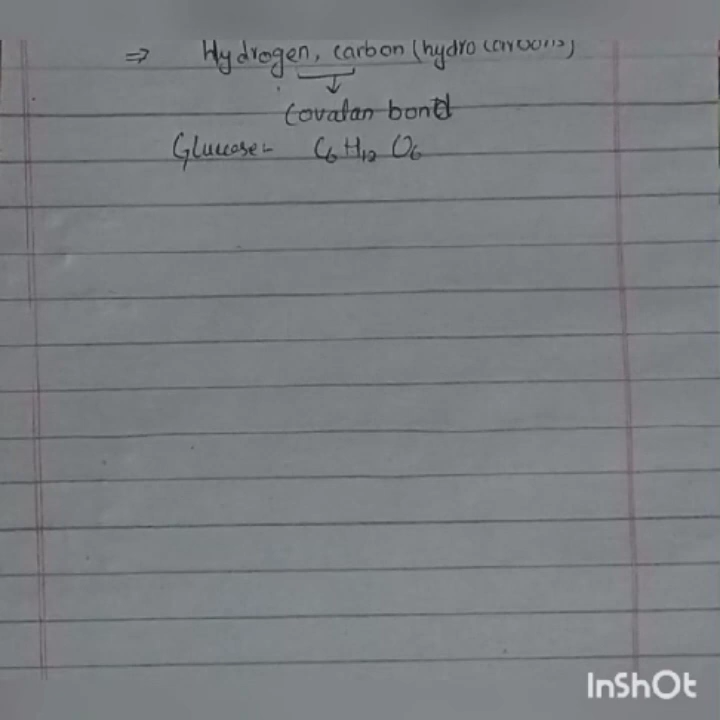 ⇒ Hydrogen, carbon (hydro carbons)
↓
Covalan bond
Glucose - C6 H12 O6
InShOt